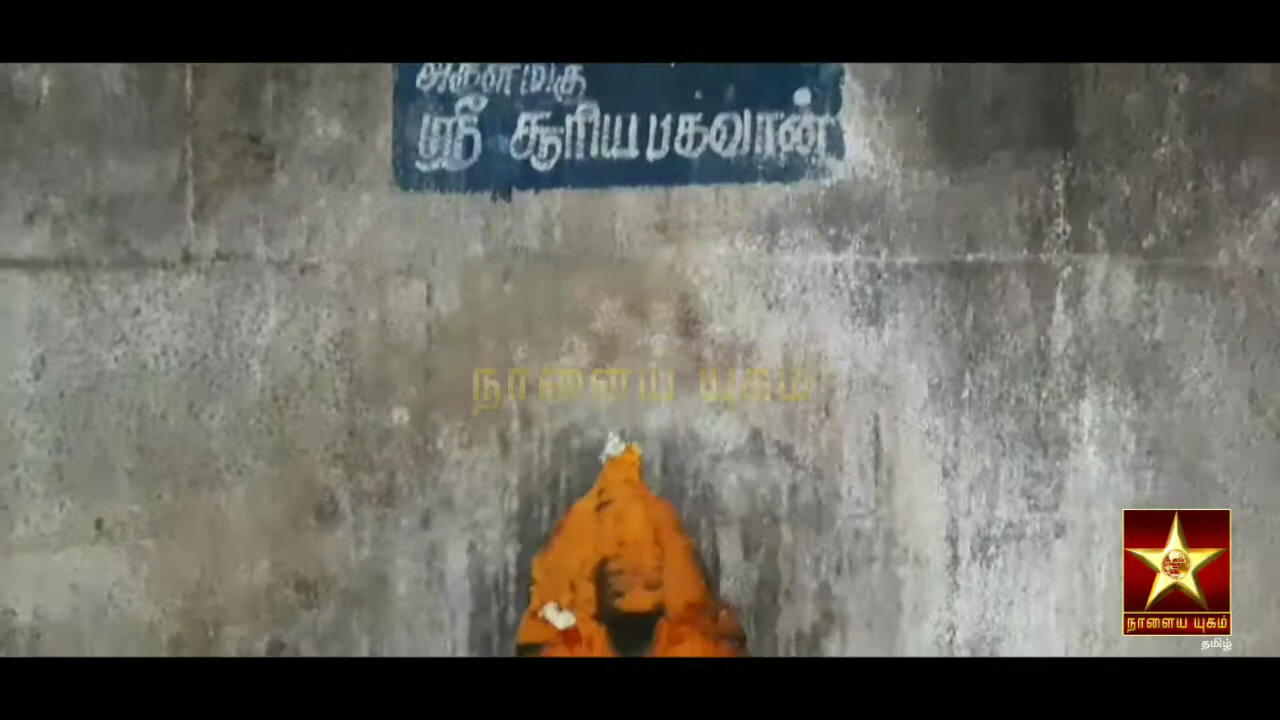 அருள்மிகு
ஸ்ரீ சூரியபகவான்
நாளைய யுகம்
நாளைய யுகம்
தமிழ்